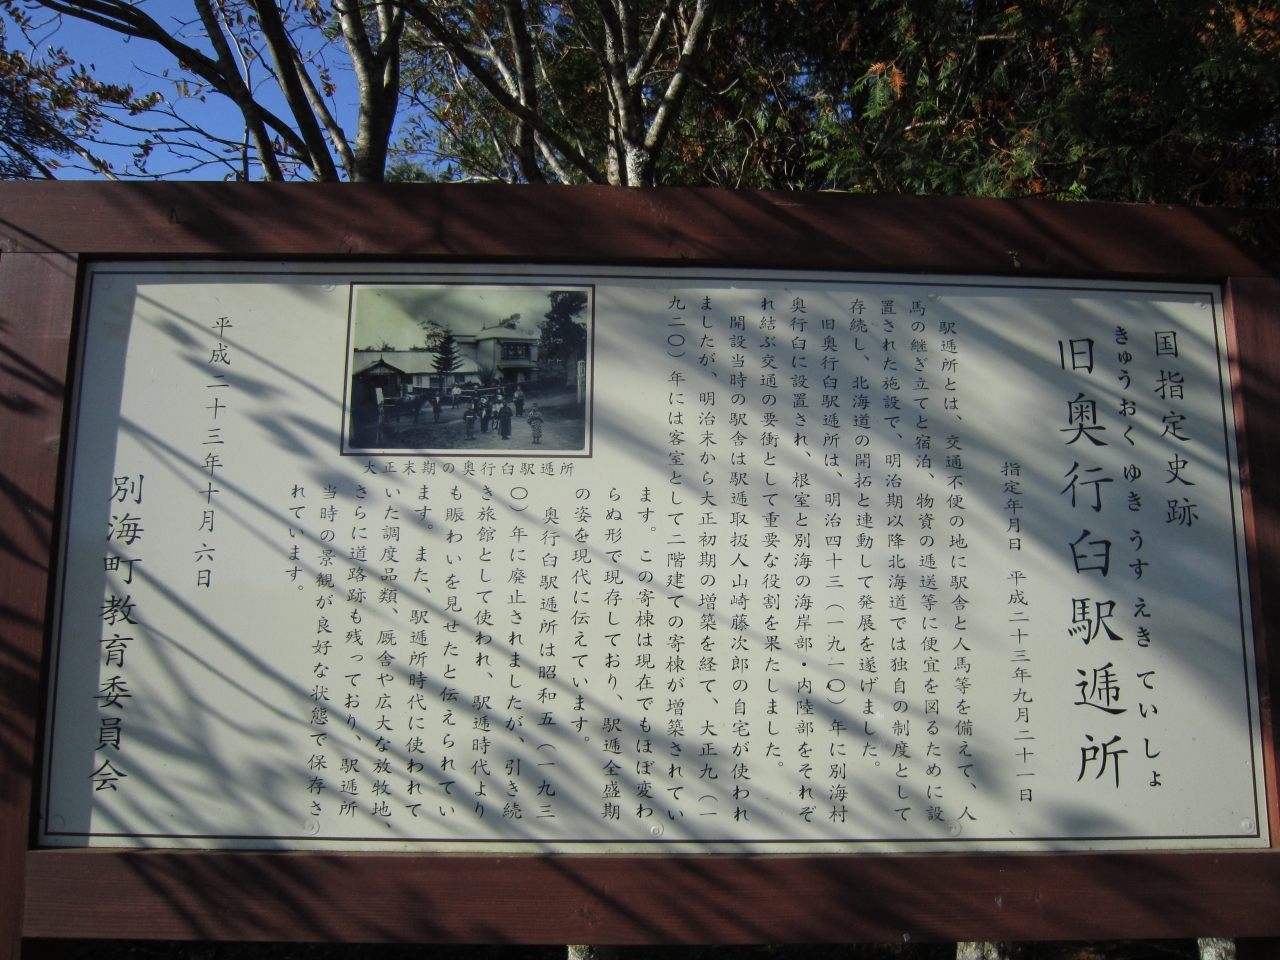 国指定史跡
きゅうおくゆきうすえきていしょ
旧奥行臼駅逓所
指定年月日　平成二十三年九月二十一日
駅逓所とは、交通不便の地に駅舎と人馬等を備えて、人
馬の継ぎ立てと宿泊、物資の逓送等に便宜を図るために設
置された施設で、明治期以降北海道では独自の制度として
存続し、北海道の開拓と連動して発展を遂げました。
旧奥行臼駅逓所は、明治四十三（一九一〇）年に別海村
奥行臼に設置され、根室と別海の海岸部・内陸部をそれぞ
れ結ぶ交通の要衝として重要な役割を果たしました。
開設当時の駅舎は駅逓取扱人山崎藤次郎の自宅が使われ
ましたが、明治末から大正初期の増築を経て、大正九（一
九二〇）年には客室として二階建ての寄棟が増築されてい
ます。この寄棟は現在でもほぼ変わ
らぬ形で現存しており、駅逓全盛期
の姿を現代に伝えています。
奥行臼駅逓所は昭和五（一九三
〇）年に廃止されましたが、引き続
き旅館として使われ、駅逓時代より
も賑わいを見せたと伝えられてい
ます。また、駅逓所時代に使われて
いた調度品類、厩舎や広大な放牧地、
さらに道路跡も残っており、駅逓所
当時の景観が良好な状態で保存さ
れています。
大正末期の奥行臼駅逓所
平成二十三年十月六日
別海町教育委員会